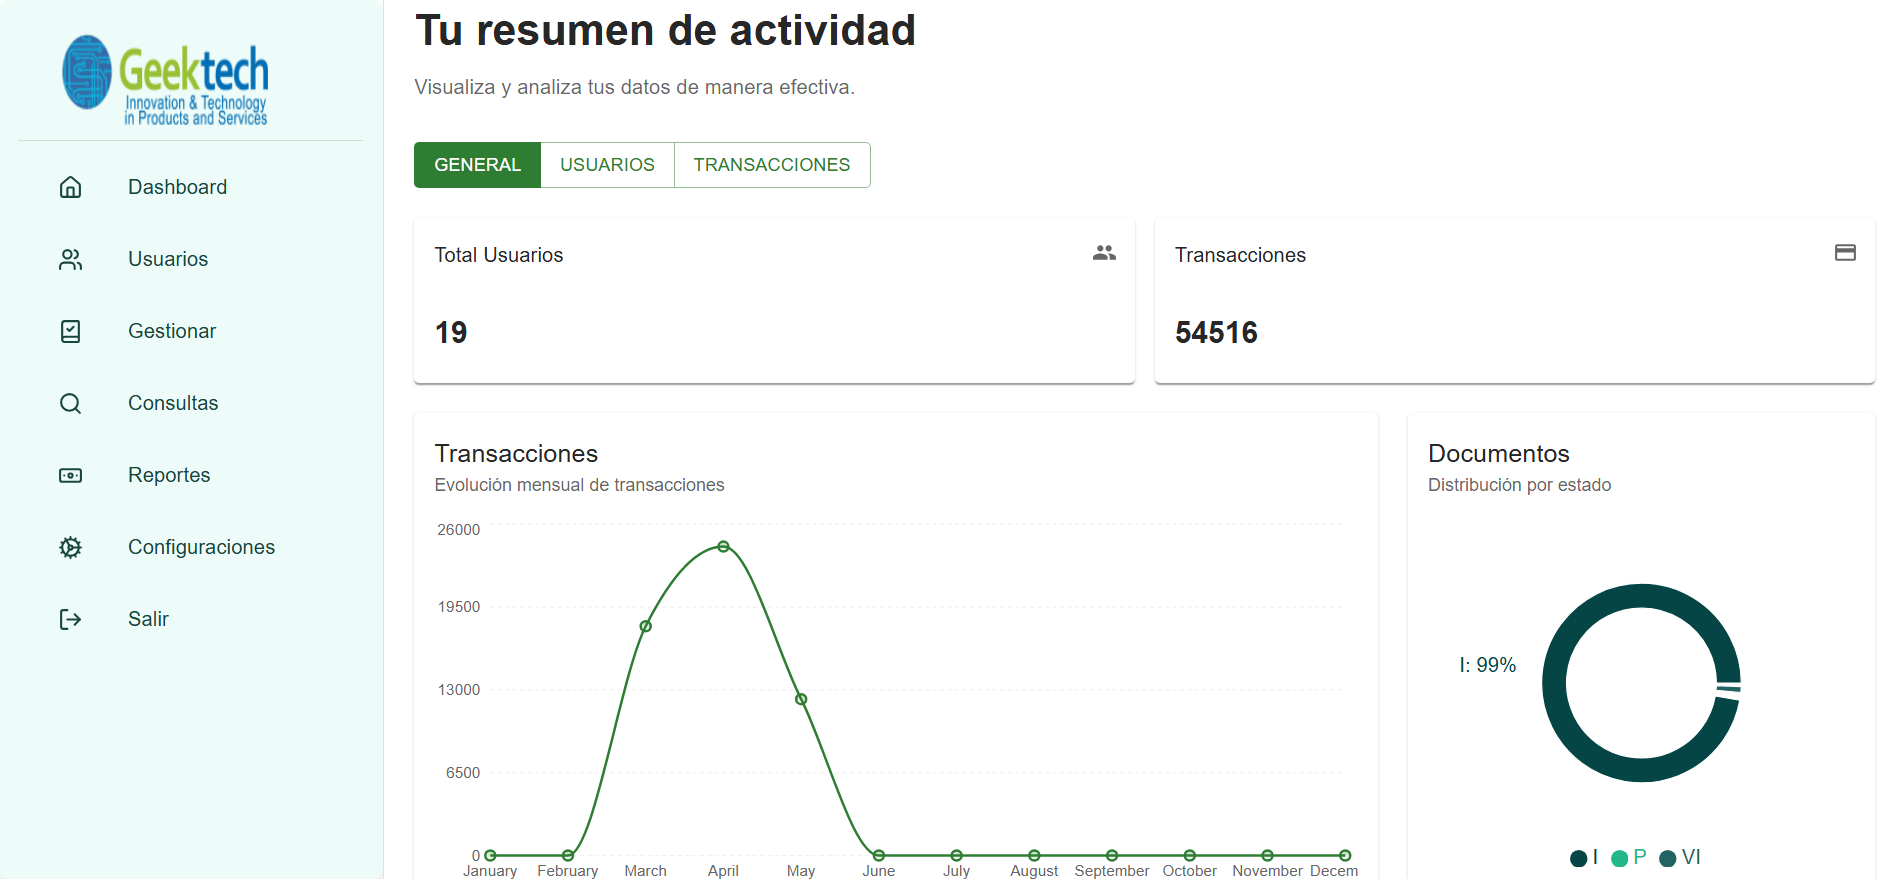 Geektech
Innovation & Technology
in Products and Services
Dashboard
Usuarios
Gestionar
Consultas
Reportes
Configuraciones
Salir
Tu resumen de actividad
Visualiza y analiza tus datos de manera efectiva.
GENERAL USUARIOS TRANSACCIONES
Total Usuarios
19
Transacciones
54516
Transacciones
Evolución mensual de transacciones
26000
19500
13000
6500
0
January February March April May June July August September October November Decem
Documentos
Distribución por estado
I: 99%
I P VI